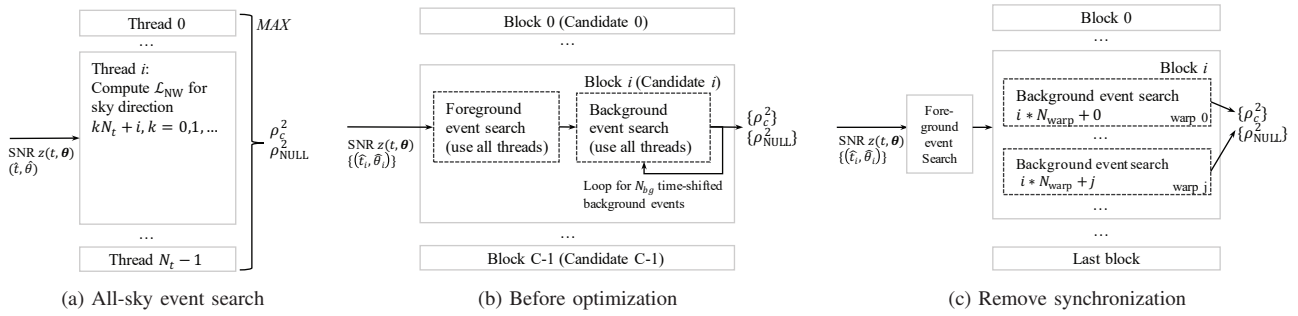 Thread 0
MAX
…
Thread i:
Compute ℒ_NW for
sky direction
kN_t + i, k = 0,1, …
SNR z(t, θ)
(t̂, θ̂)
ρ_c^2
ρ_NULL^2
…
Thread N_t − 1
(a) All-sky event search
Block 0 (Candidate 0)
…
Block i (Candidate i)
Foreground
event search
(use all threads)
Background
event search
(use all threads)
SNR z(t, θ)
{(t̂_i, θ̂_i)}
{ρ_c^2}
{ρ_NULL^2}
Loop for N_bg time-shifted
background events
…
Block C-1 (Candidate C-1)
(b) Before optimization
Block 0
…
Block i
Background event search
i ∗ N_warp + 0
warp 0
…
Background event search
i ∗ N_warp + j
warp j
…
Fore-
ground
event
Search
SNR z(t, θ)
{(t̂_i, θ̂_i)}
{ρ_c^2}
{ρ_NULL^2}
…
Last block
(c) Remove synchronization